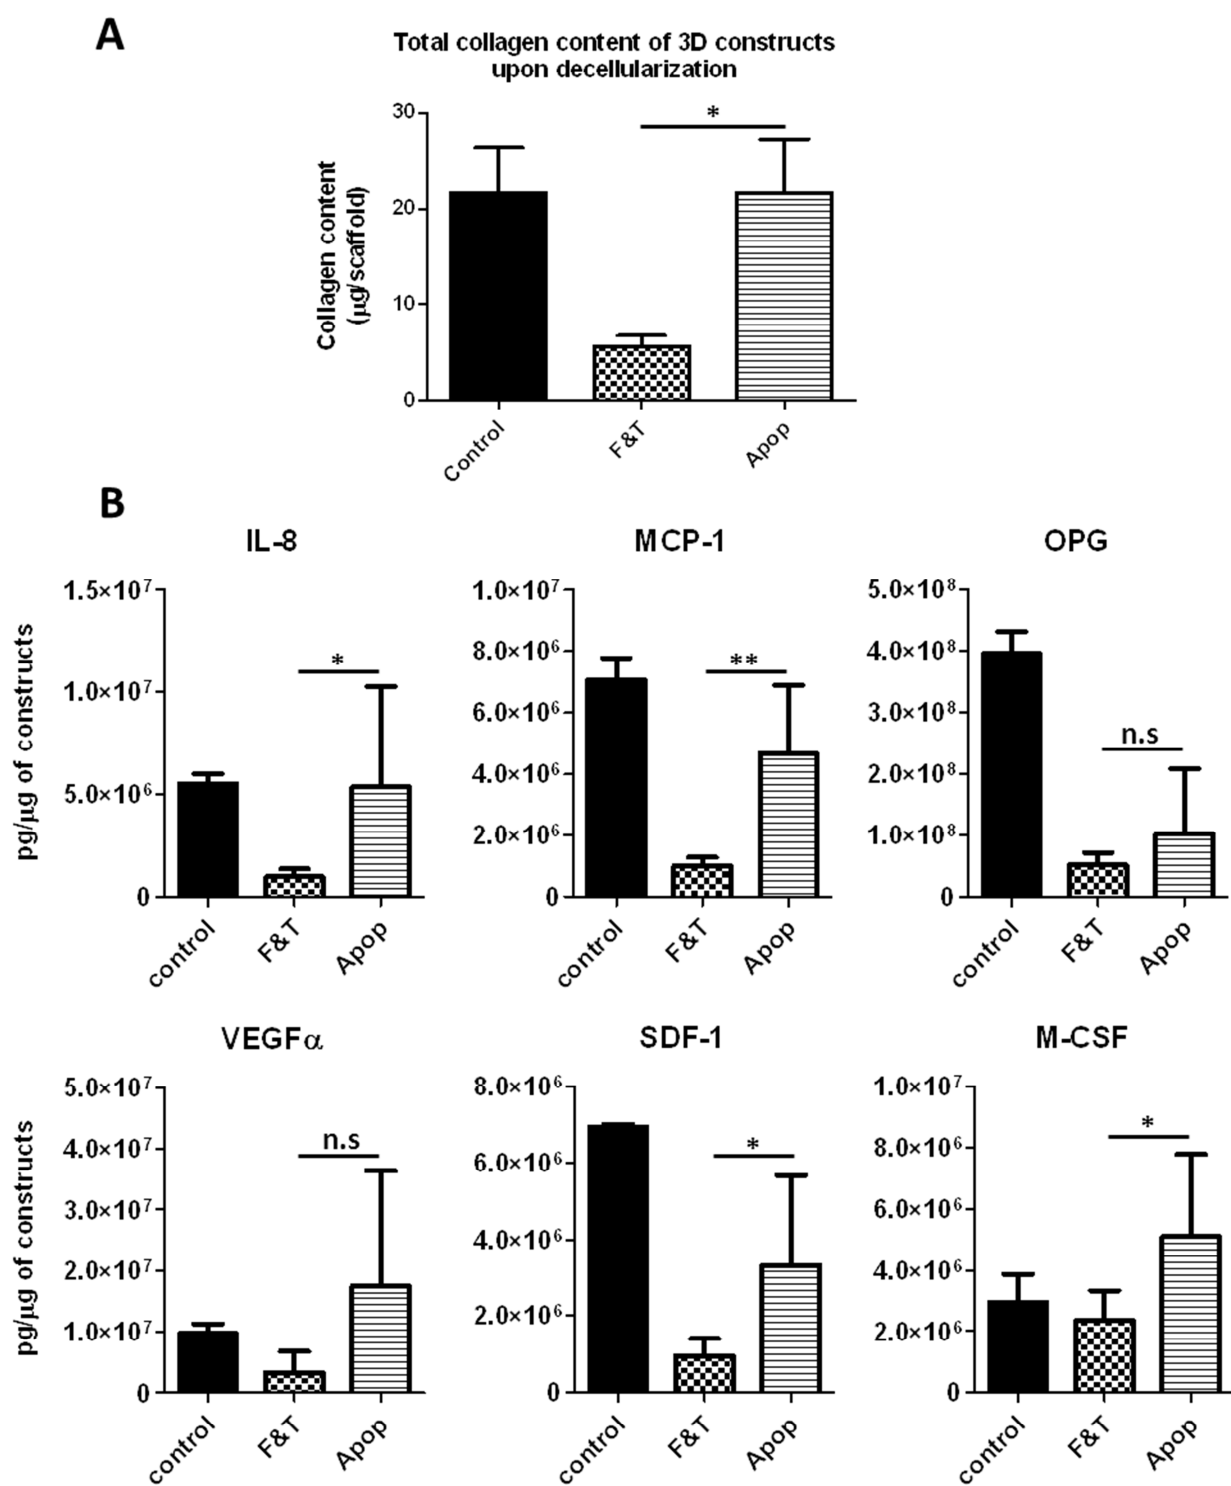 A
Total collagen content of 3D constructs
upon decellularization
Collagen content
(μg/scaffold)
30
20
10
0
*
Control
F&T
Apop
B
IL-8
pg/μg of constructs
1.5×10⁷
1.0×10⁷
5.0×10⁶
0
*
control
F&T
Apop
MCP-1
1.0×10⁷
8.0×10⁶
6.0×10⁶
4.0×10⁶
2.0×10⁶
0
**
control
F&T
Apop
OPG
5.0×10⁸
4.0×10⁸
3.0×10⁸
2.0×10⁸
1.0×10⁸
0
n.s
control
F&T
Apop
VEGFα
pg/μg of constructs
5.0×10⁷
4.0×10⁷
3.0×10⁷
2.0×10⁷
1.0×10⁷
0
n.s
control
F&T
Apop
SDF-1
8.0×10⁶
6.0×10⁶
4.0×10⁶
2.0×10⁶
0
*
control
F&T
Apop
M-CSF
1.0×10⁷
8.0×10⁶
6.0×10⁶
4.0×10⁶
2.0×10⁶
0
*
control
F&T
Apop